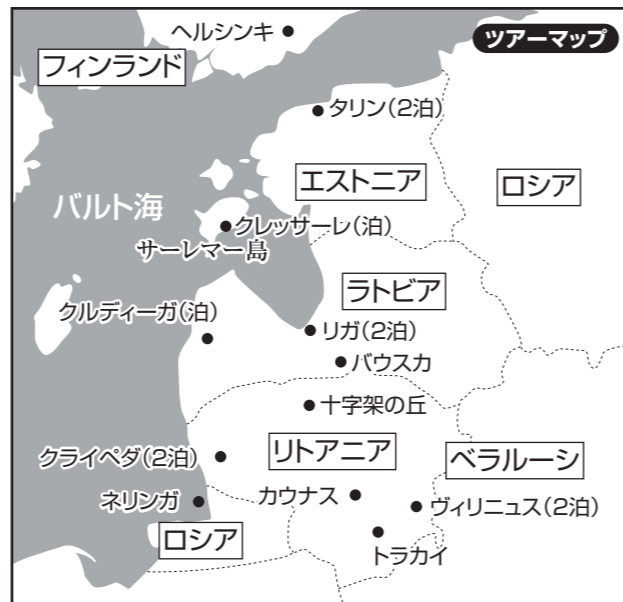 ツアーマップ
ヘルシンキ
フィンランド
タリン(2泊)
エストニア
ロシア
バルト海
クレッサーレ(泊)
サーレマー島
ラトビア
クルディーガ(泊)
リガ(2泊)
バウスカ
十字架の丘
リトアニア
ベラルーシ
クライペダ(2泊)
ネリンガ
カウナス
ヴィリニュス(2泊)
ロシア
トラカイ